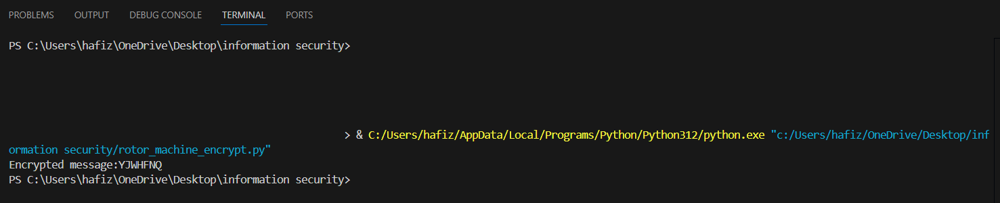 PROBLEMS OUTPUT DEBUG CONSOLE TERMINAL PORTS
PS C:\Users\hafiz\OneDrive\Desktop\information security>
> & C:/Users/hafiz/AppData/Local/Programs/Python/Python312/python.exe "c:/Users/hafiz/OneDrive/Desktop/inf
ormation security/rotor_machine_encrypt.py"
Encrypted message:YJWHFNQ
PS C:\Users\hafiz\OneDrive\Desktop\information security>